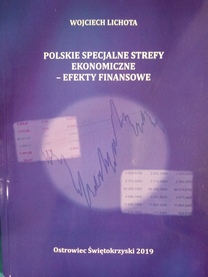 WOJCIECH LICHOTA
POLSKIE SPECJALNE STREFY
EKONOMICZNE
– EFEKTY FINANSOWE
Ostrowiec Świętokrzyski 2019